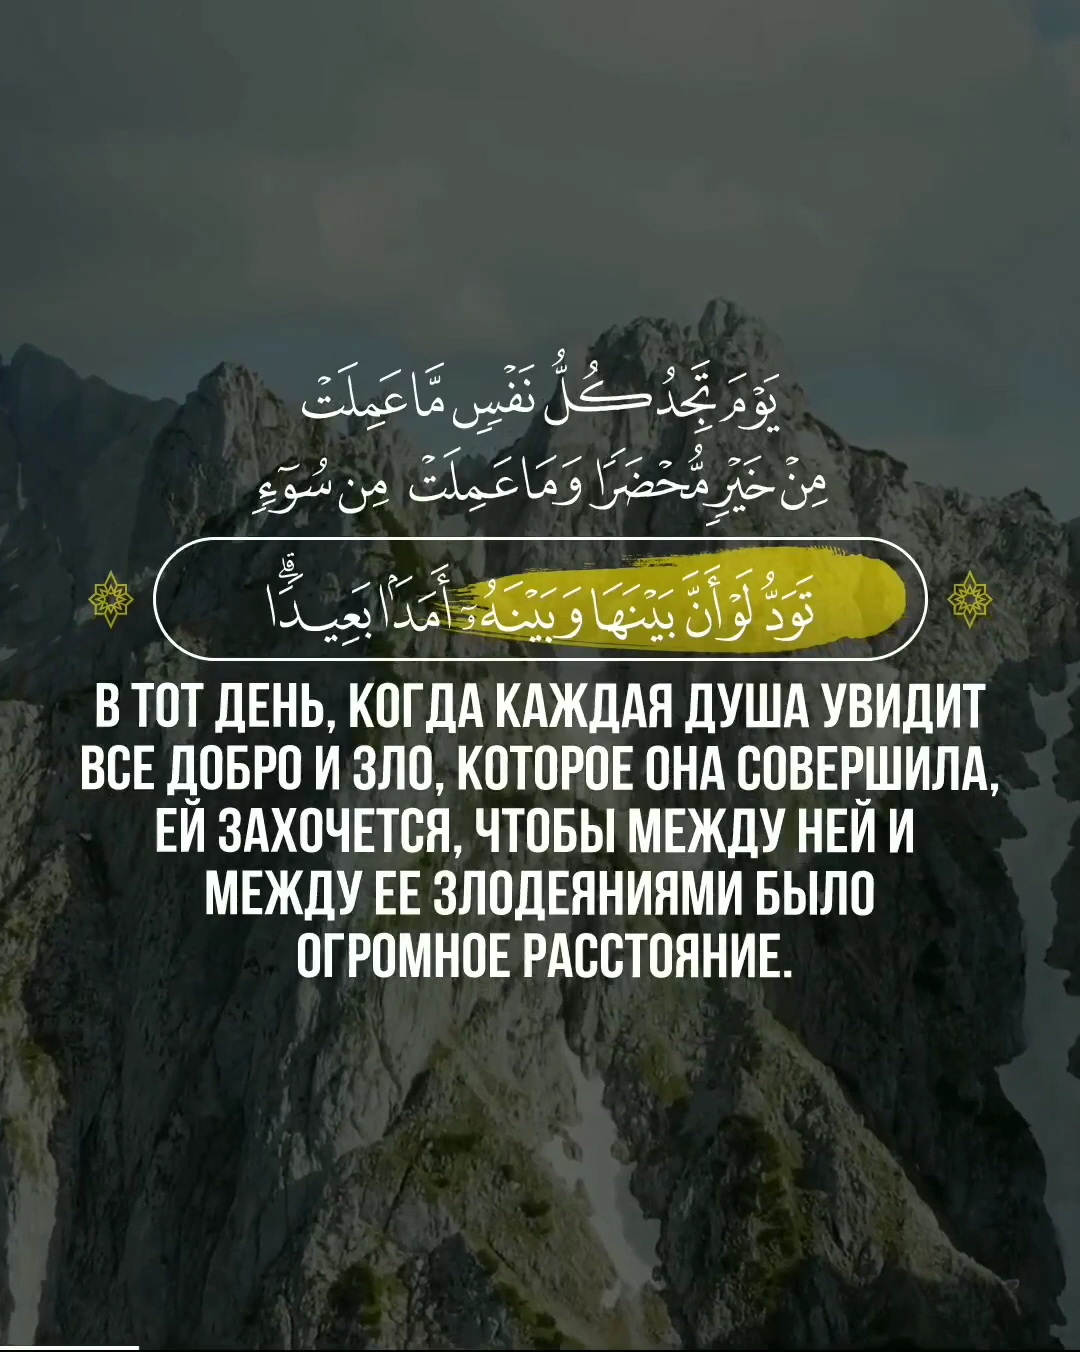 يَوْمَ تَجِدُ كُلُّ نَفْسٍ مَّا عَمِلَتْ
مِنْ خَيْرٍ مُّحْضَرًا وَمَا عَمِلَتْ مِن سُوٓءٍ
تَوَدُّ لَوْ أَنَّ بَيْنَهَا وَبَيْنَهُۥٓ أَمَدًۢا بَعِيدًا ۗ
В ТОТ ДЕНЬ, КОГДА КАЖДАЯ ДУША УВИДИТ
ВСЕ ДОБРО И ЗЛО, КОТОРОЕ ОНА СОВЕРШИЛА,
ЕЙ ЗАХОЧЕТСЯ, ЧТОБЫ МЕЖДУ НЕЙ И
МЕЖДУ ЕЕ ЗЛОДЕЯНИЯМИ БЫЛО
ОГРОМНОЕ РАССТОЯНИЕ.